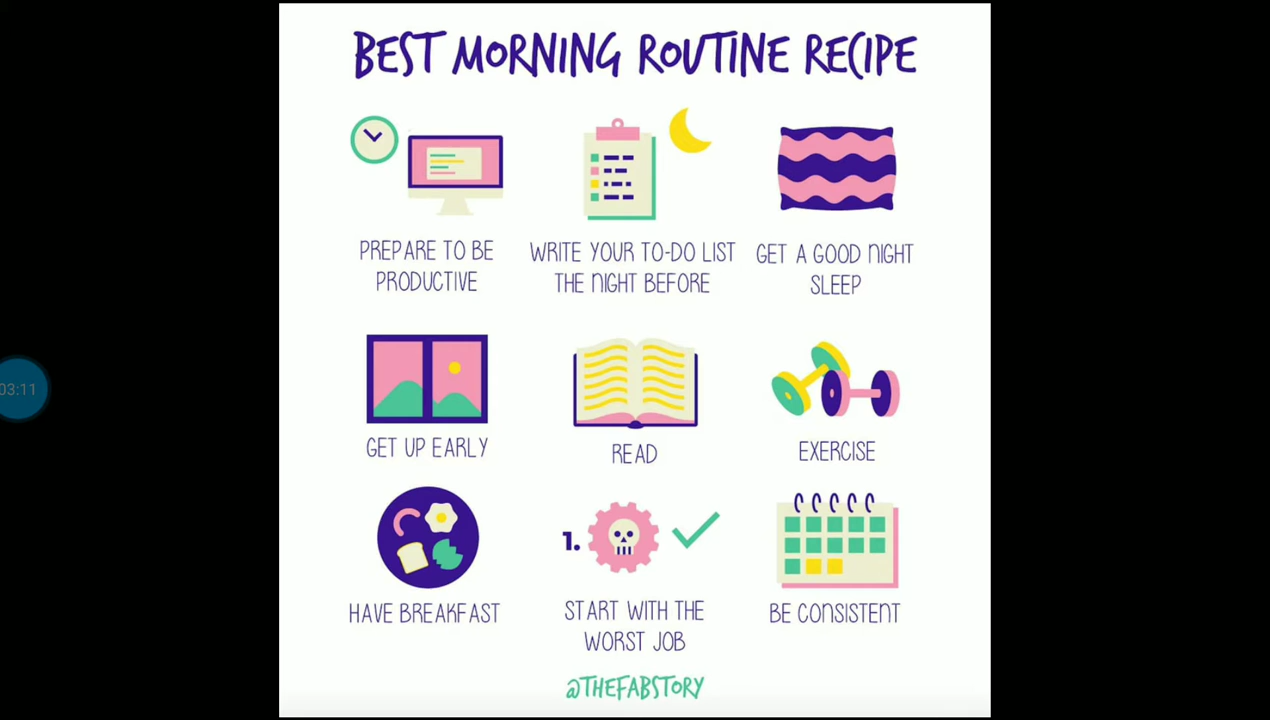 BEST MORNING ROUTINE RECIPE
PREPARE TO BE
PRODUCTIVE
WRITE YOUR TO-DO LIST
THE NIGHT BEFORE
GET A GOOD NIGHT
SLEEP
03:11
GET UP EARLY
READ
EXERCISE
1.
HAVE BREAKFAST
START WITH THE
WORST JOB
BE CONSISTENT
@THEFABSTORY